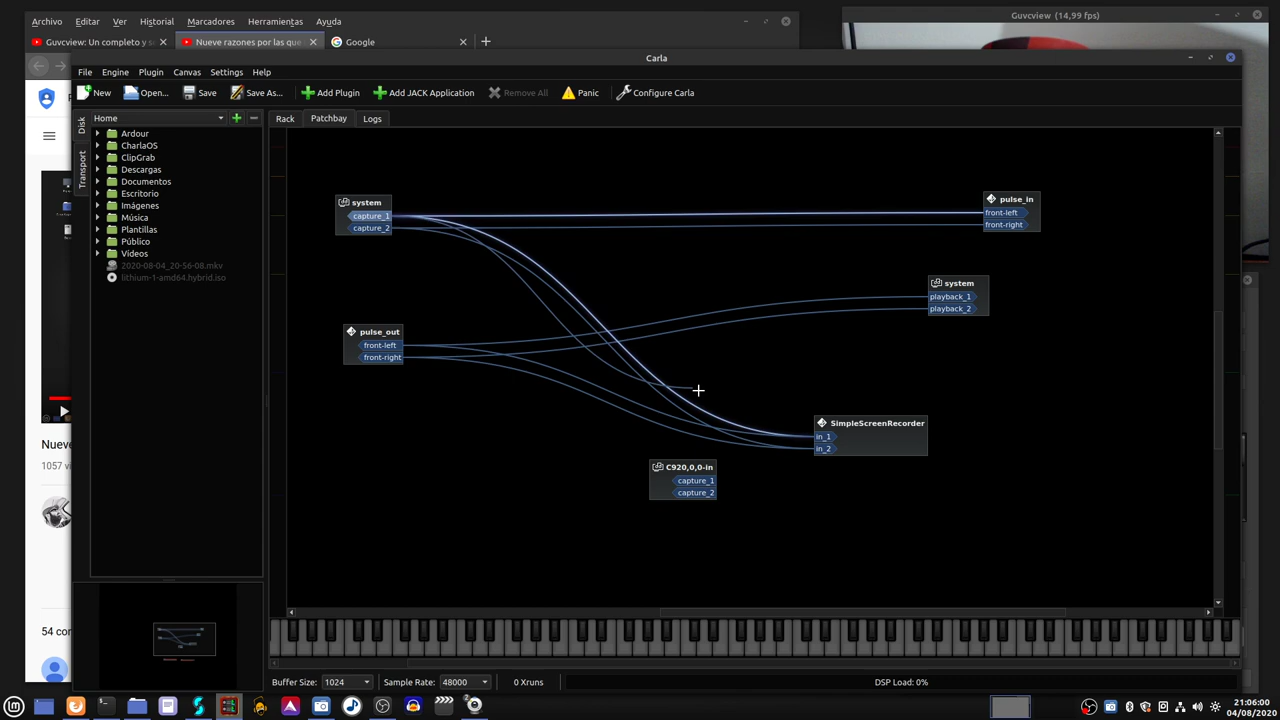 Archivo Editar Ver Historial Marcadores Herramientas Ayuda
Guvcview (14,99 fps)
Guvcview: Un completo y s
Nueve razones por las que
Google
Carla
File Engine Plugin Canvas Settings Help
New Open... Save Save As... Add Plugin Add JACK Application Remove All Panic Configure Carla
Disk
Transport
Home
Rack Patchbay Logs
Ardour
CharlaOS
ClipGrab
Descargas
Documentos
Escritorio
Imágenes
Música
Plantillas
Público
Vídeos
2020-08-04_20-56-08.mkv
lithium-1-amd64.hybrid.iso
system
capture_1
capture_2
pulse_in
front-left
front-right
system
playback_1
playback_2
pulse_out
front-left
front-right
SimpleScreenRecorder
in_1
in_2
C920,0,0-in
capture_1
capture_2
Nueve
1057 vi
54 con
Buffer Size: 1024 Sample Rate: 48000 0 Xruns DSP Load: 0%
21:06:00
04/08/2020